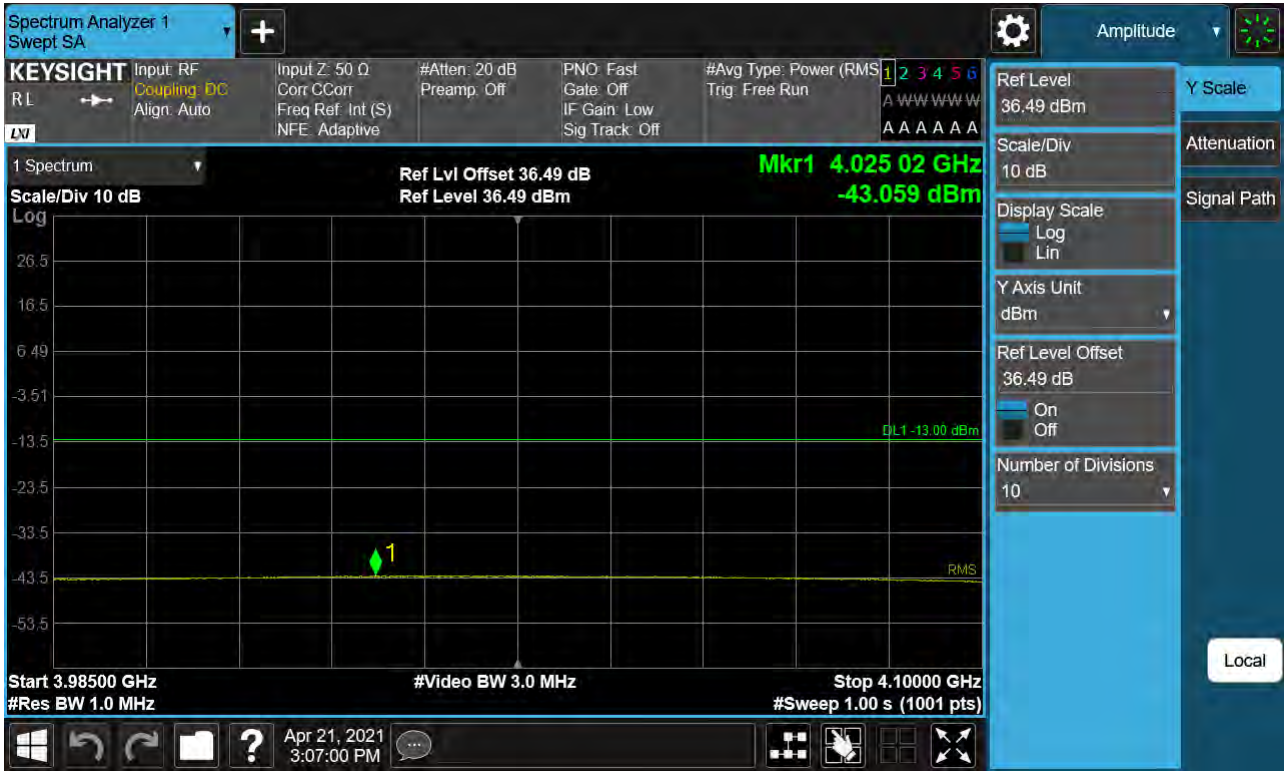 Spectrum Analyzer 1
Swept SA
Amplitude
KEYSIGHT
RL
LXI
Input: RF
Coupling: DC
Align: Auto
Input Z: 50 Ω
Corr CCorr
Freq Ref: Int (S)
NFE: Adaptive
#Atten: 20 dB
Preamp: Off
PNO: Fast
Gate: Off
IF Gain: Low
Sig Track: Off
#Avg Type: Power (RMS
Trig: Free Run
1 2 3 4 5 6
A W W W W W
A A A A A A
1 Spectrum
Scale/Div 10 dB
Log
Ref Lvl Offset 36.49 dB
Ref Level 36.49 dBm
Mkr1 4.025 02 GHz
-43.059 dBm
26.5
16.5
6.49
-3.51
-13.5
-23.5
-33.5
-43.5
-53.5
DL1 -13.00 dBm
1
RMS
Start 3.98500 GHz
#Res BW 1.0 MHz
#Video BW 3.0 MHz
Stop 4.10000 GHz
#Sweep 1.00 s (1001 pts)
Ref Level
36.49 dBm
Scale/Div
10 dB
Display Scale
Log
Lin
Y Axis Unit
dBm
Ref Level Offset
36.49 dB
On
Off
Number of Divisions
10
Y Scale
Attenuation
Signal Path
Local
Apr 21, 2021
3:07:00 PM